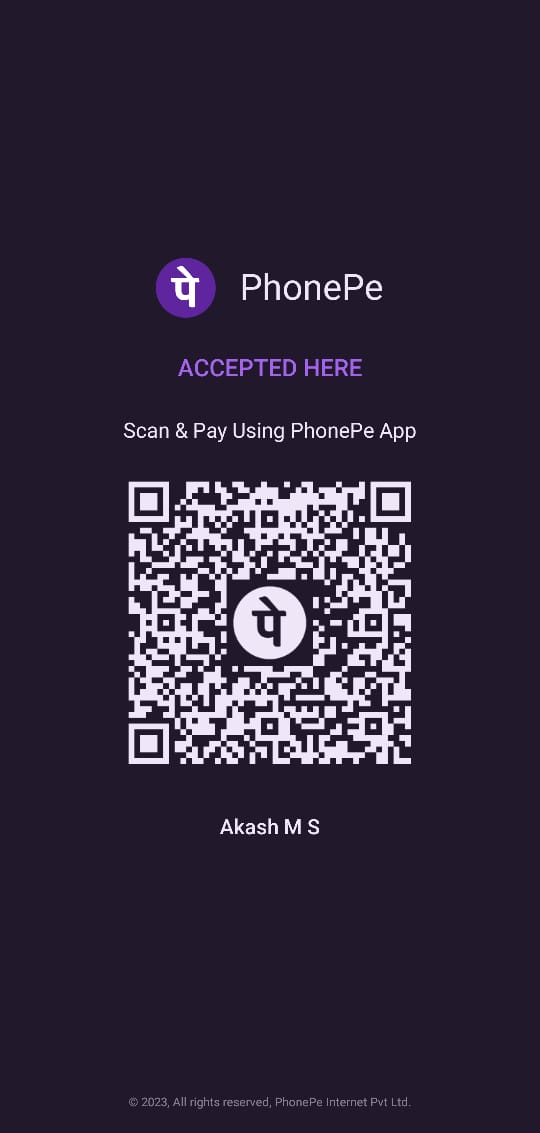 पे PhonePe
ACCEPTED HERE
Scan & Pay Using PhonePe App
पे
Akash M S
© 2023, All rights reserved, PhonePe Internet Pvt Ltd.